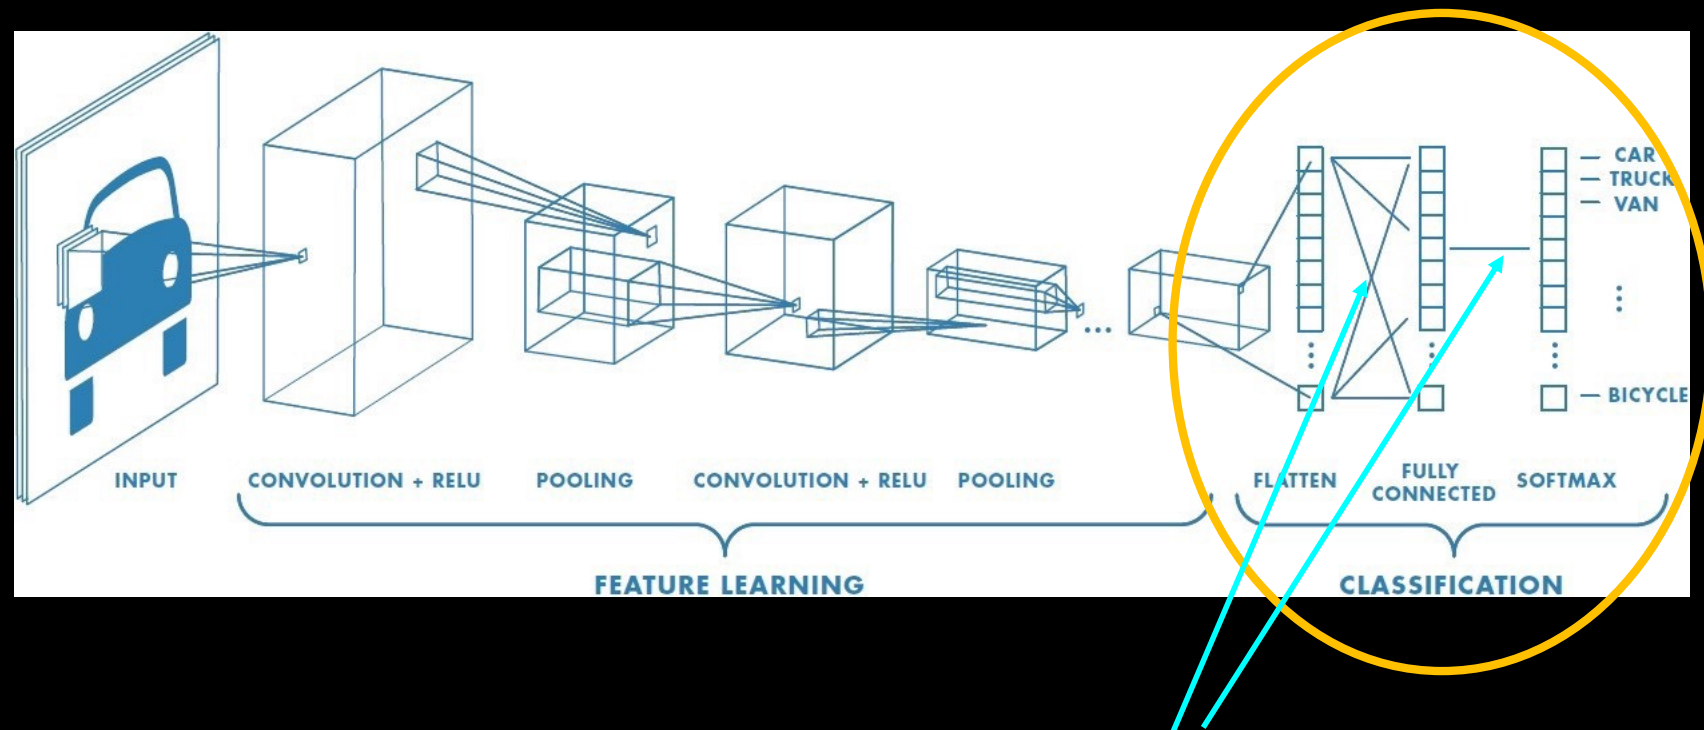 CAR
TRUCK
VAN
BICYCLE
INPUT
CONVOLUTION + RELU
POOLING
CONVOLUTION + RELU
POOLING
FLATTEN
FULLY
CONNECTED
SOFTMAX
FEATURE LEARNING
CLASSIFICATION